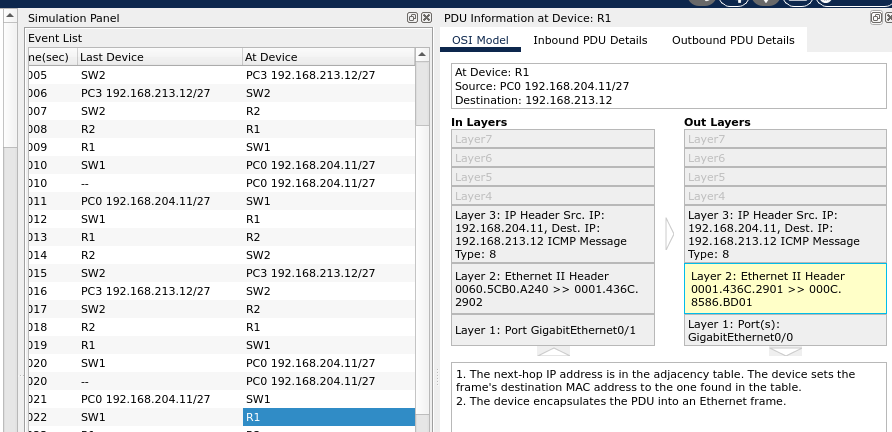 Simulation Panel
Event List
ne(sec) Last Device At Device
005 SW2 PC3 192.168.213.12/27
006 PC3 192.168.213.12/27 SW2
007 SW2 R2
008 R2 R1
009 R1 SW1
010 SW1 PC0 192.168.204.11/27
010 -- PC0 192.168.204.11/27
011 PC0 192.168.204.11/27 SW1
012 SW1 R1
013 R1 R2
014 R2 SW2
015 SW2 PC3 192.168.213.12/27
016 PC3 192.168.213.12/27 SW2
017 SW2 R2
018 R2 R1
019 R1 SW1
020 SW1 PC0 192.168.204.11/27
020 -- PC0 192.168.204.11/27
021 PC0 192.168.204.11/27 SW1
022 SW1 R1
PDU Information at Device: R1
OSI Model Inbound PDU Details Outbound PDU Details
At Device: R1
Source: PC0 192.168.204.11/27
Destination: 192.168.213.12
In Layers
Layer7
Layer6
Layer5
Layer4
Layer 3: IP Header Src. IP:
192.168.204.11, Dest. IP:
192.168.213.12 ICMP Message
Type: 8
Layer 2: Ethernet II Header
0060.5CB0.A240 >> 0001.436C.
2902
Layer 1: Port GigabitEthernet0/1
Out Layers
Layer7
Layer6
Layer5
Layer4
Layer 3: IP Header Src. IP:
192.168.204.11, Dest. IP:
192.168.213.12 ICMP Message
Type: 8
Layer 2: Ethernet II Header
0001.436C.2901 >> 000C.
8586.BD01
Layer 1: Port(s):
GigabitEthernet0/0
1. The next-hop IP address is in the adjacency table. The device sets the
frame's destination MAC address to the one found in the table.
2. The device encapsulates the PDU into an Ethernet frame.